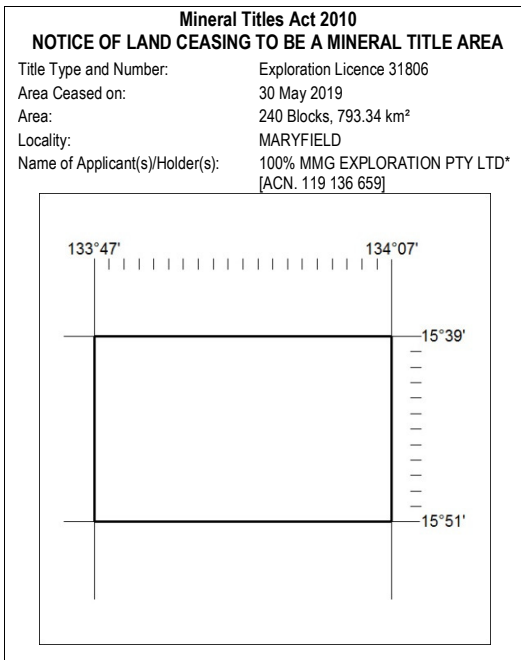 Mineral Titles Act 2010
NOTICE OF LAND CEASING TO BE A MINERAL TITLE AREA
Title Type and Number: Exploration Licence 31806
Area Ceased on: 30 May 2019
Area: 240 Blocks, 793.34 km²
Locality: MARYFIELD
Name of Applicant(s)/Holder(s): 100% MMG EXPLORATION PTY LTD*
[ACN. 119 136 659]
133°47' 134°07'
15°39'
15°51'